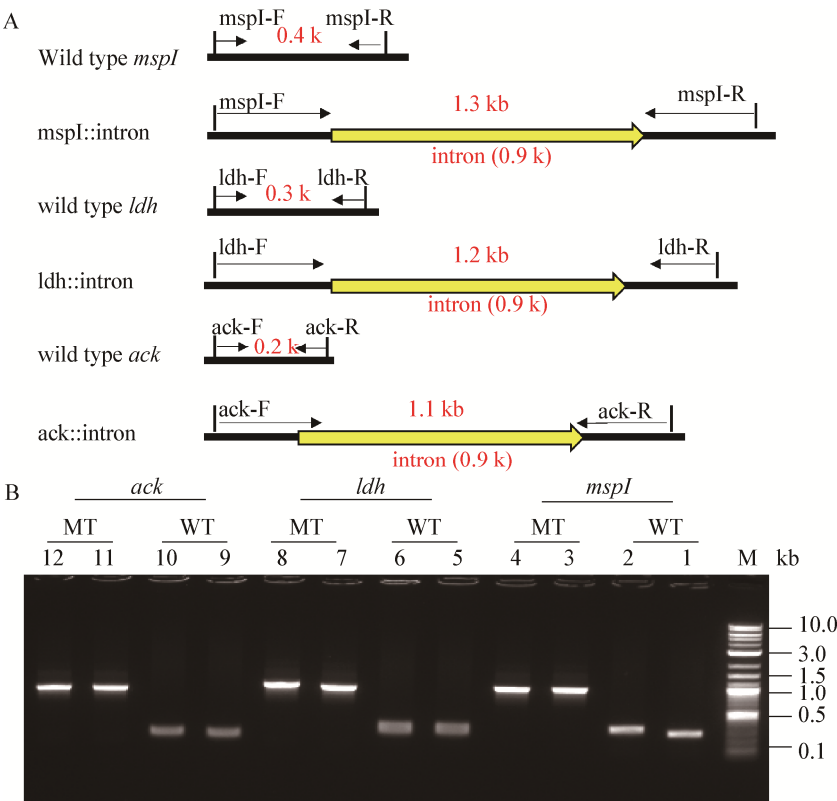 A
mspI-F mspI-R
0.4 k
Wild type mspI
1.3 kb
mspI-F mspI-R
mspI::intron
intron (0.9 k)
ldh-F ldh-R
0.3 k
wild type ldh
1.2 kb
ldh-F ldh-R
ldh::intron
intron (0.9 k)
ack-F ack-R
0.2 k
wild type ack
1.1 kb
ack-F ack-R
ack::intron
intron (0.9 k)
B
ack ldh mspI
MT WT MT WT MT WT
12 11 10 9 8 7 6 5 4 3 2 1 M kb
10.0
3.0
1.5
1.0
0.5
0.1